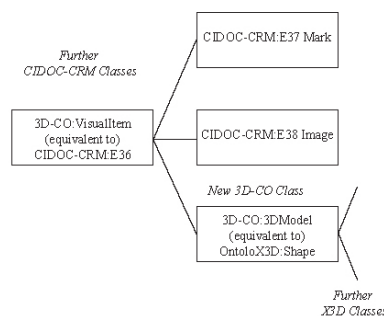 CIDOC-CRM:E37 Mark
Further
CIDOC-CRM Classes
3D-CO:VisualItem
(equivalent to)
CIDOC-CRM:E36
CIDOC-CRM:E38 Image
New 3D-CO Class
3D-CO:3DModel
(equivalent to)
OntoloX3D:Shape
Further
X3D Classes